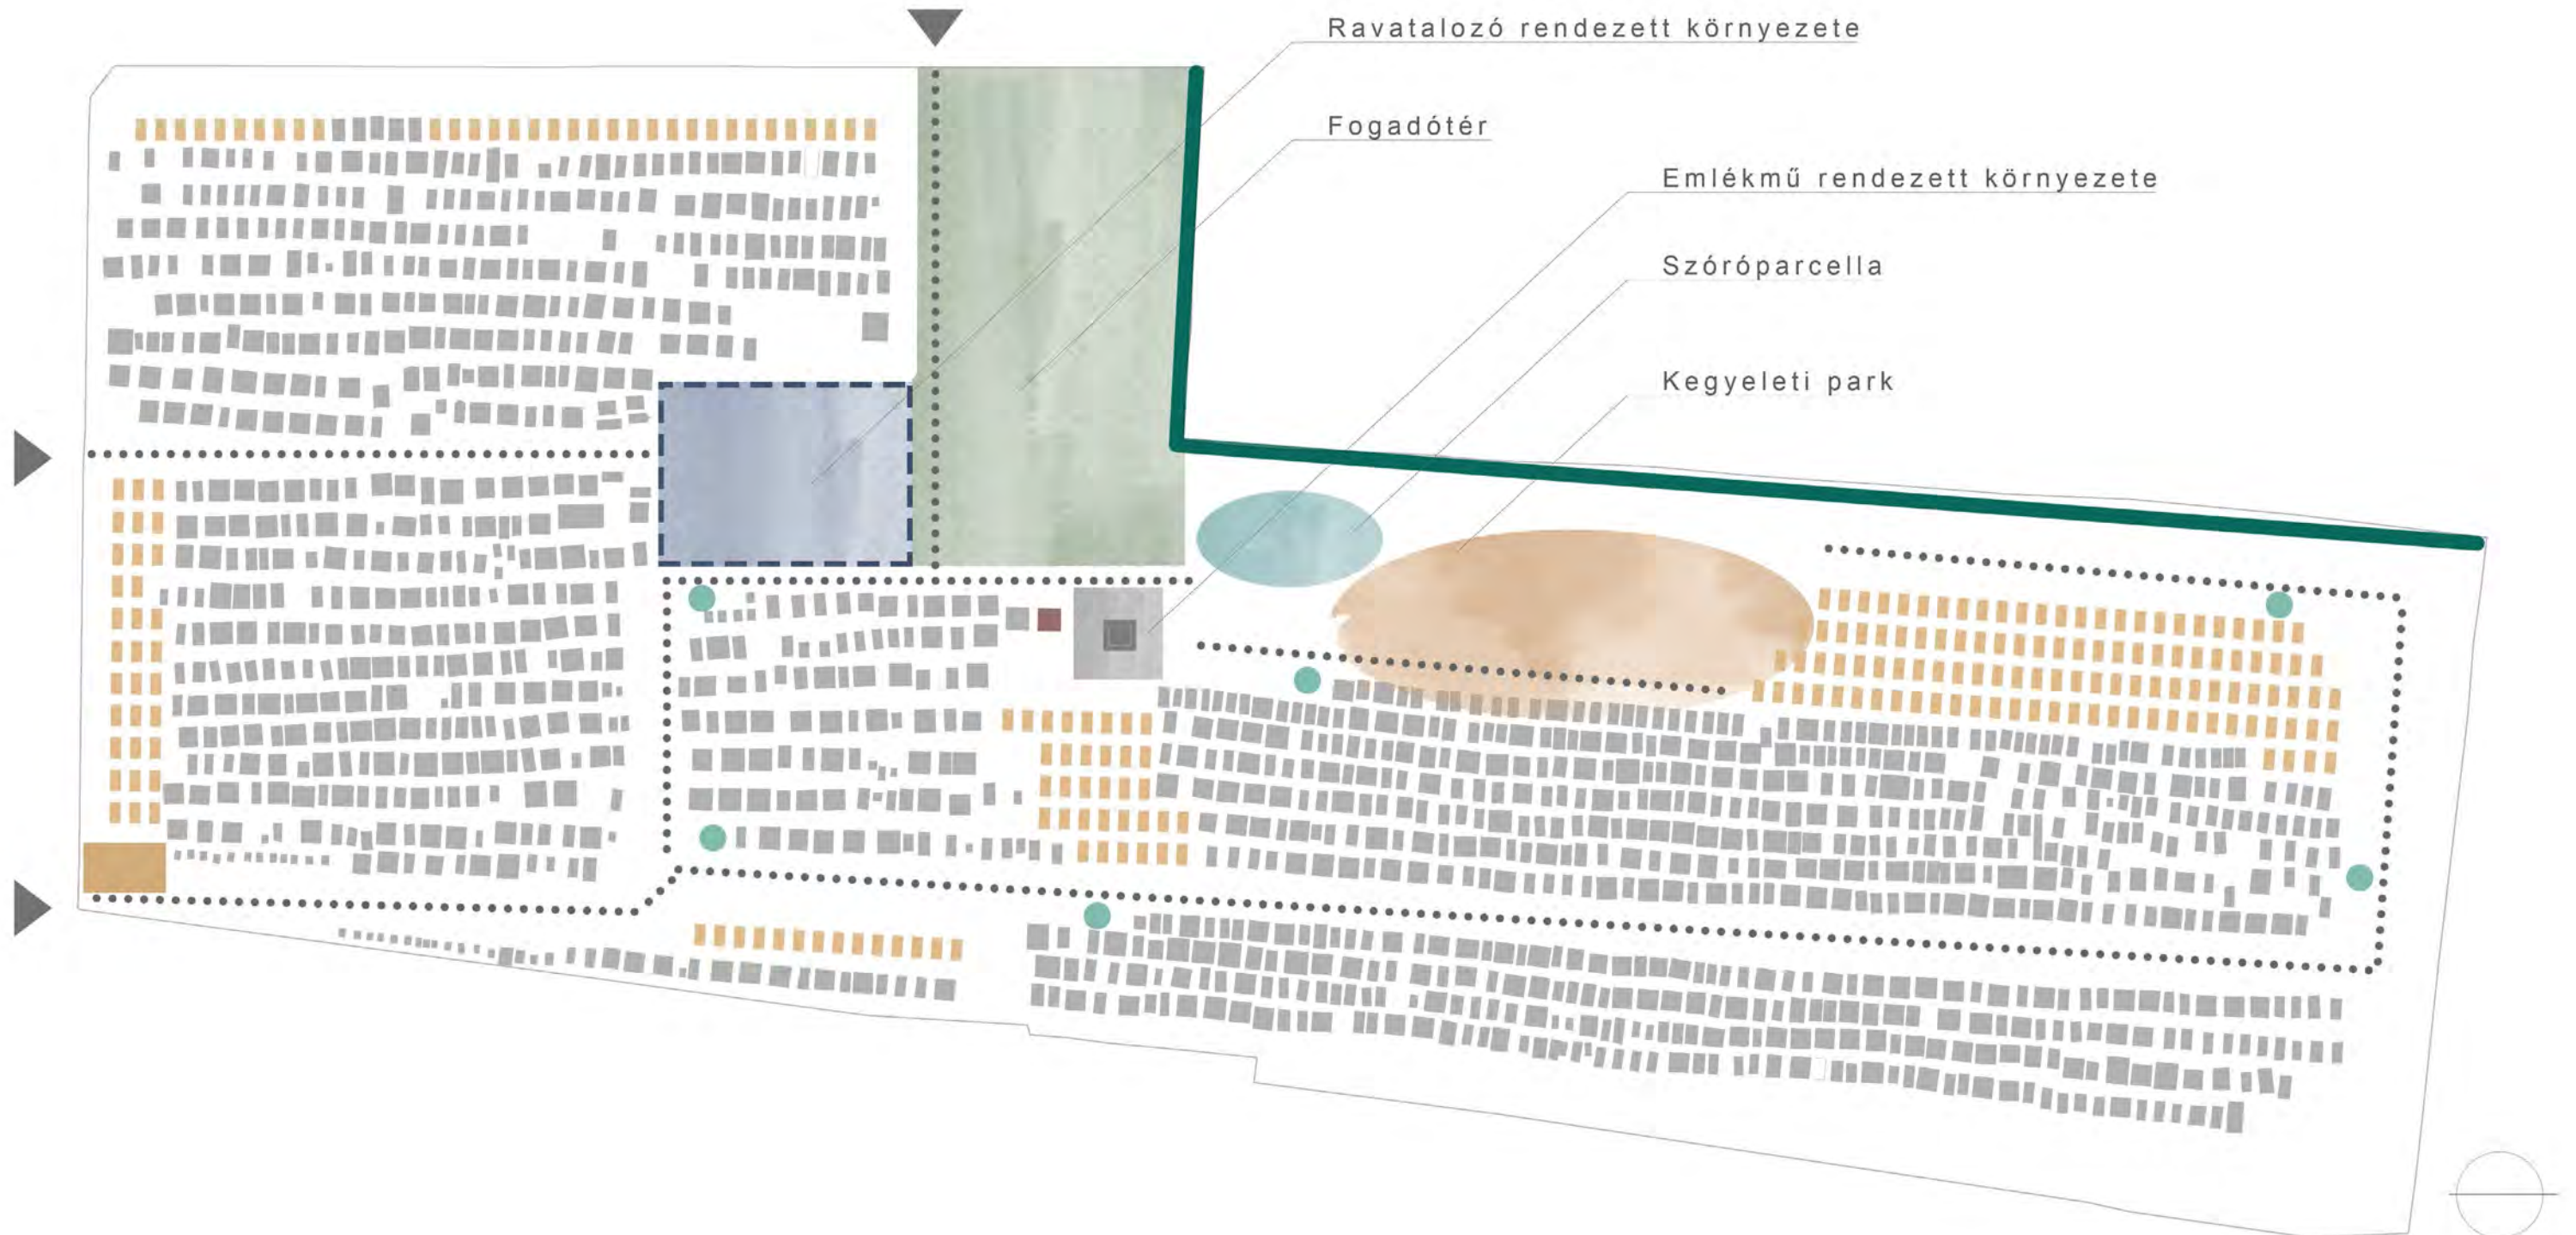 Ravatalozó rendezett környezete
Fogadótér
Emlékmű rendezett környezete
Szóróparcella
Kegyeleti park